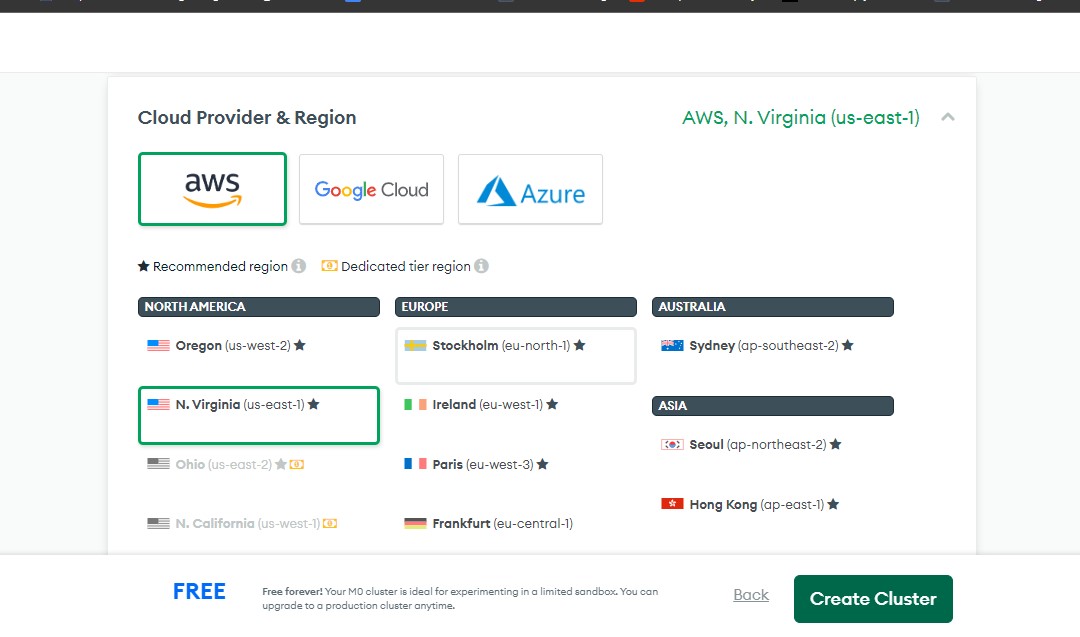 Cloud Provider & Region
AWS, N. Virginia (us-east-1)
aws
Google Cloud
Azure
★ Recommended region
Dedicated tier region
NORTH AMERICA
Oregon (us-west-2) ★
N. Virginia (us-east-1) ★
Ohio (us-east-2) ★
N. California (us-west-1)
EUROPE
Stockholm (eu-north-1) ★
Ireland (eu-west-1) ★
Paris (eu-west-3) ★
Frankfurt (eu-central-1)
AUSTRALIA
Sydney (ap-southeast-2) ★
ASIA
Seoul (ap-northeast-2) ★
Hong Kong (ap-east-1) ★
FREE
Free forever! Your M0 cluster is ideal for experimenting in a limited sandbox. You can
upgrade to a production cluster anytime.
Back
Create Cluster